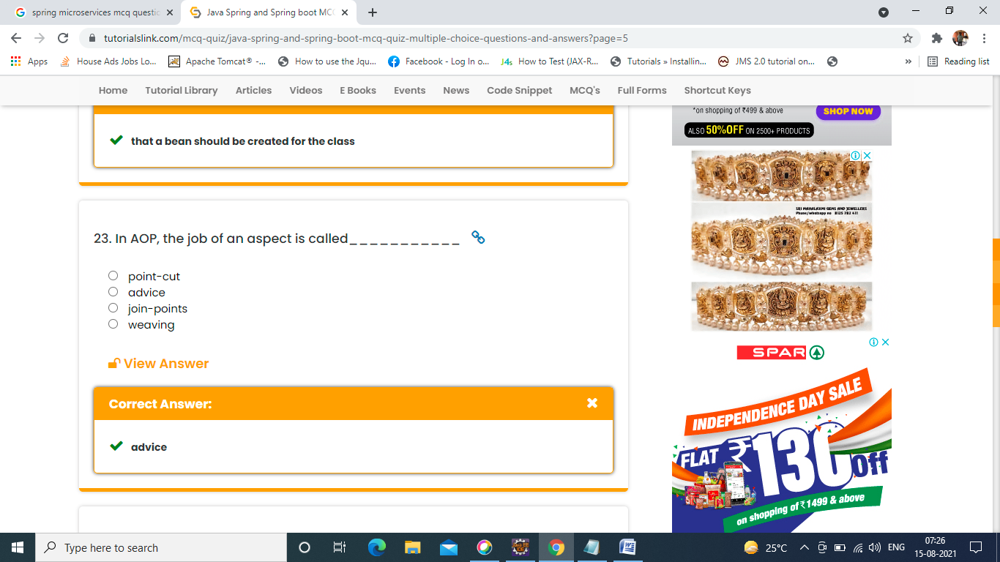 spring microservices mcq questic
Java Spring and Spring boot MC
tutorialslink.com/mcq-quiz/java-spring-and-spring-boot-mcq-quiz-multiple-choice-questions-and-answers?page=5
Apps House Ads Jobs Lo... Apache Tomcat® -... How to use the Jqu... Facebook - Log In o... J4s How to Test (JAX-R... Tutorials » Installin... JMS 2.0 tutorial on... » Reading list
Home Tutorial Library Articles Videos E Books Events News Code Snippet MCQ's Full Forms Shortcut Keys
that a bean should be created for the class
23. In AOP, the job of an aspect is called___________
point-cut
advice
join-points
weaving
View Answer
Correct Answer:
advice
*on shopping of ₹499 & above
SHOP NOW
ALSO 50%OFF ON 2500+ PRODUCTS
SRI MAHALAXMI GEMS AND JEWELLERS
Phone/whatsapp no
SPAR
INDEPENDENCE DAY SALE
FLAT ₹130 Off
on shopping of ₹1499 & above
Type here to search
25°C ENG 07:26
15-08-2021